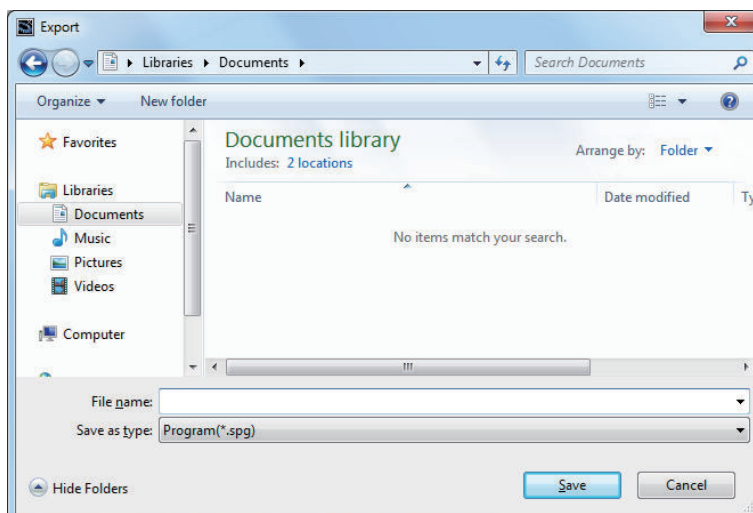 Export
Libraries Documents
Search Documents
Organize New folder
Favorites
Libraries
Documents
Music
Pictures
Videos
Computer
Documents library
Includes: 2 locations
Arrange by: Folder
Name Date modified Ty
No items match your search.
File name:
Save as type: Program(*.spg)
Hide Folders
Save Cancel